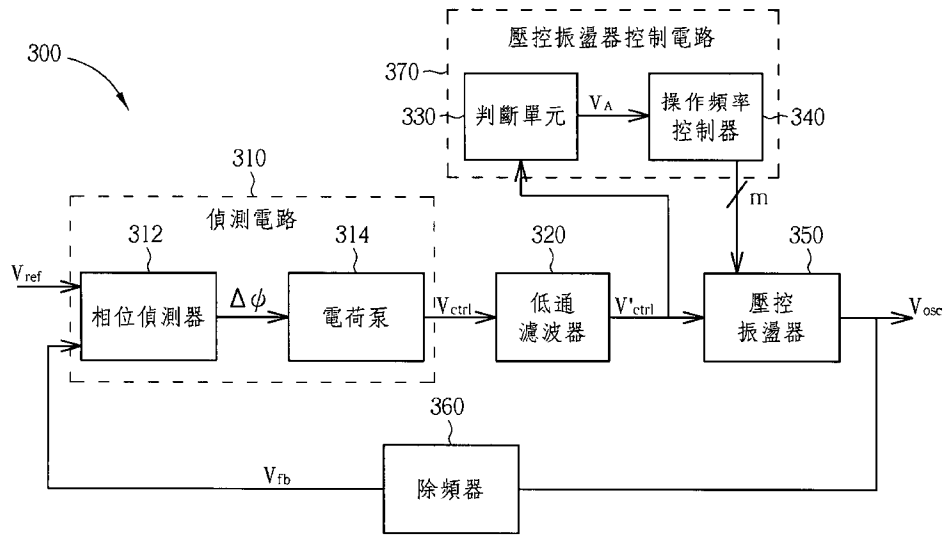 300
壓控振盪器控制電路
370
330
判斷單元
VA
操作頻率
控制器
340
m
310
偵測電路
312
314
320
350
Vref
相位偵測器
Δϕ
電荷泵
Vctrl
低通
濾波器
V'ctrl
壓控
振盪器
Vosc
360
除頻器
Vfb